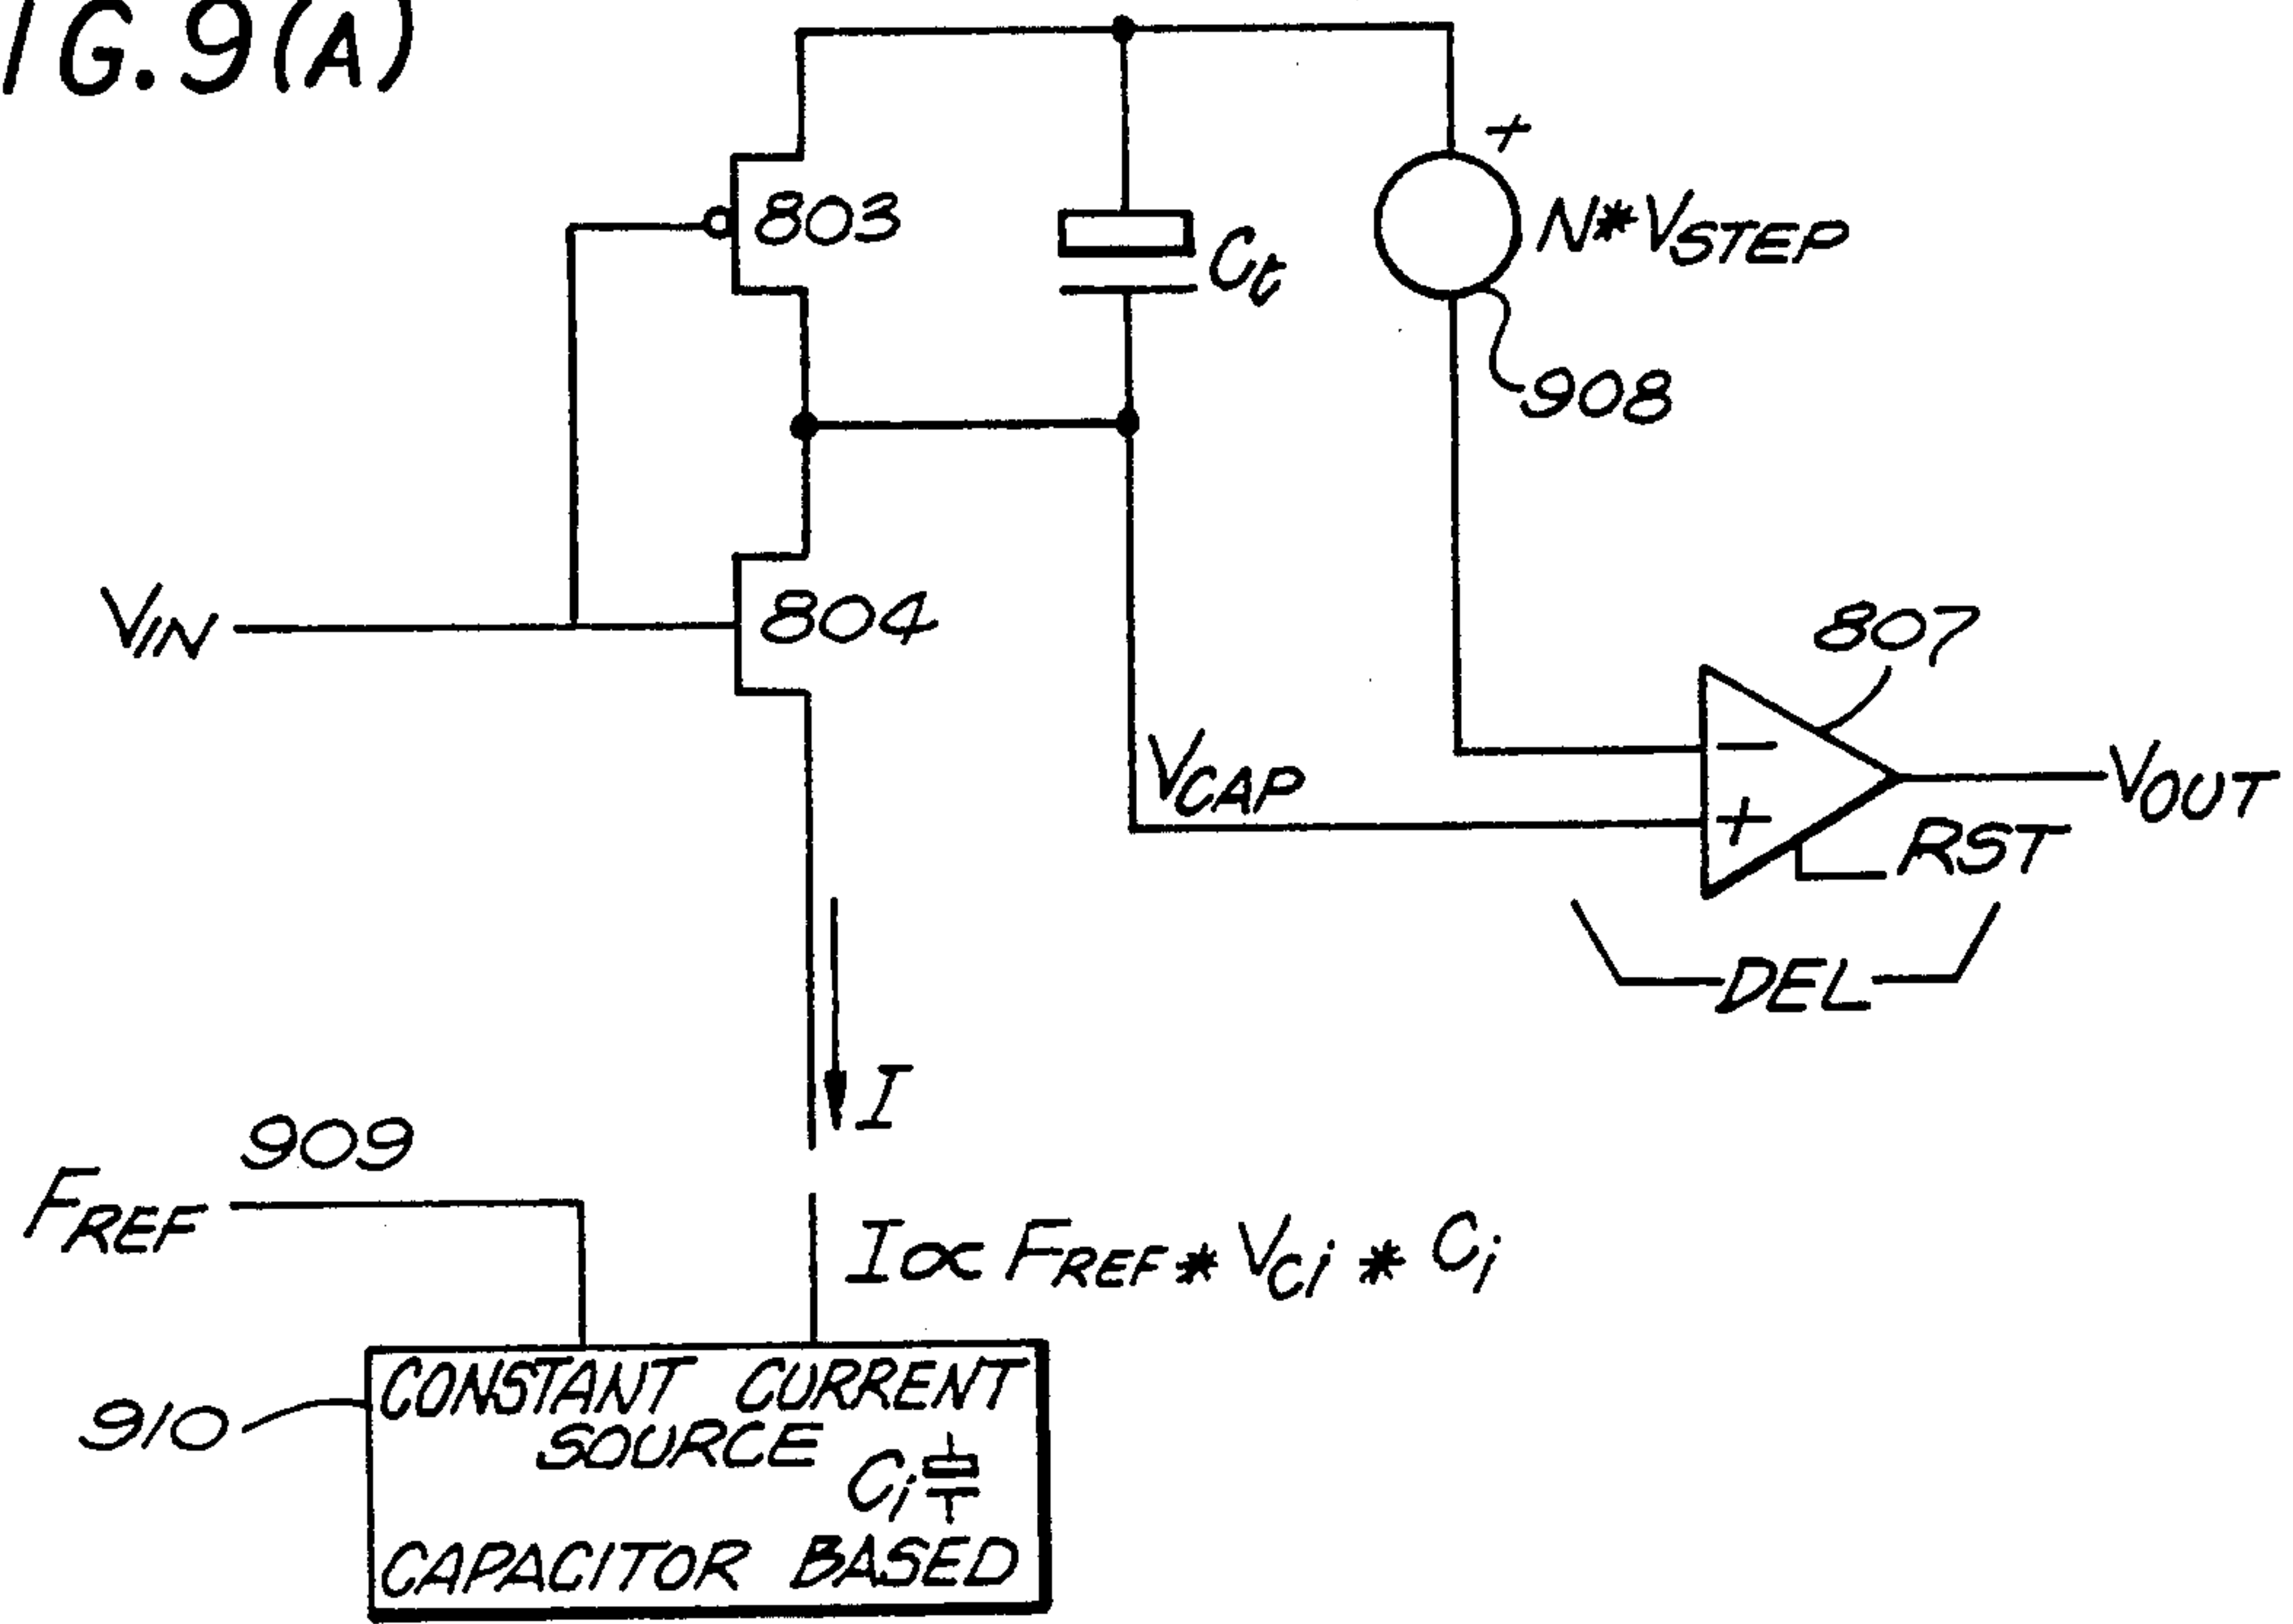 IG. 9(A)
+
803
Ct
N*VSTEP
908
VIN
804
807
VCAP
−
+
VOUT
RST
DEL
I
909
FREF
I ∝ FREF * VCi * Ci
910
CONSTANT CURRENT
SOURCE
Ci
CAPACITOR BASED